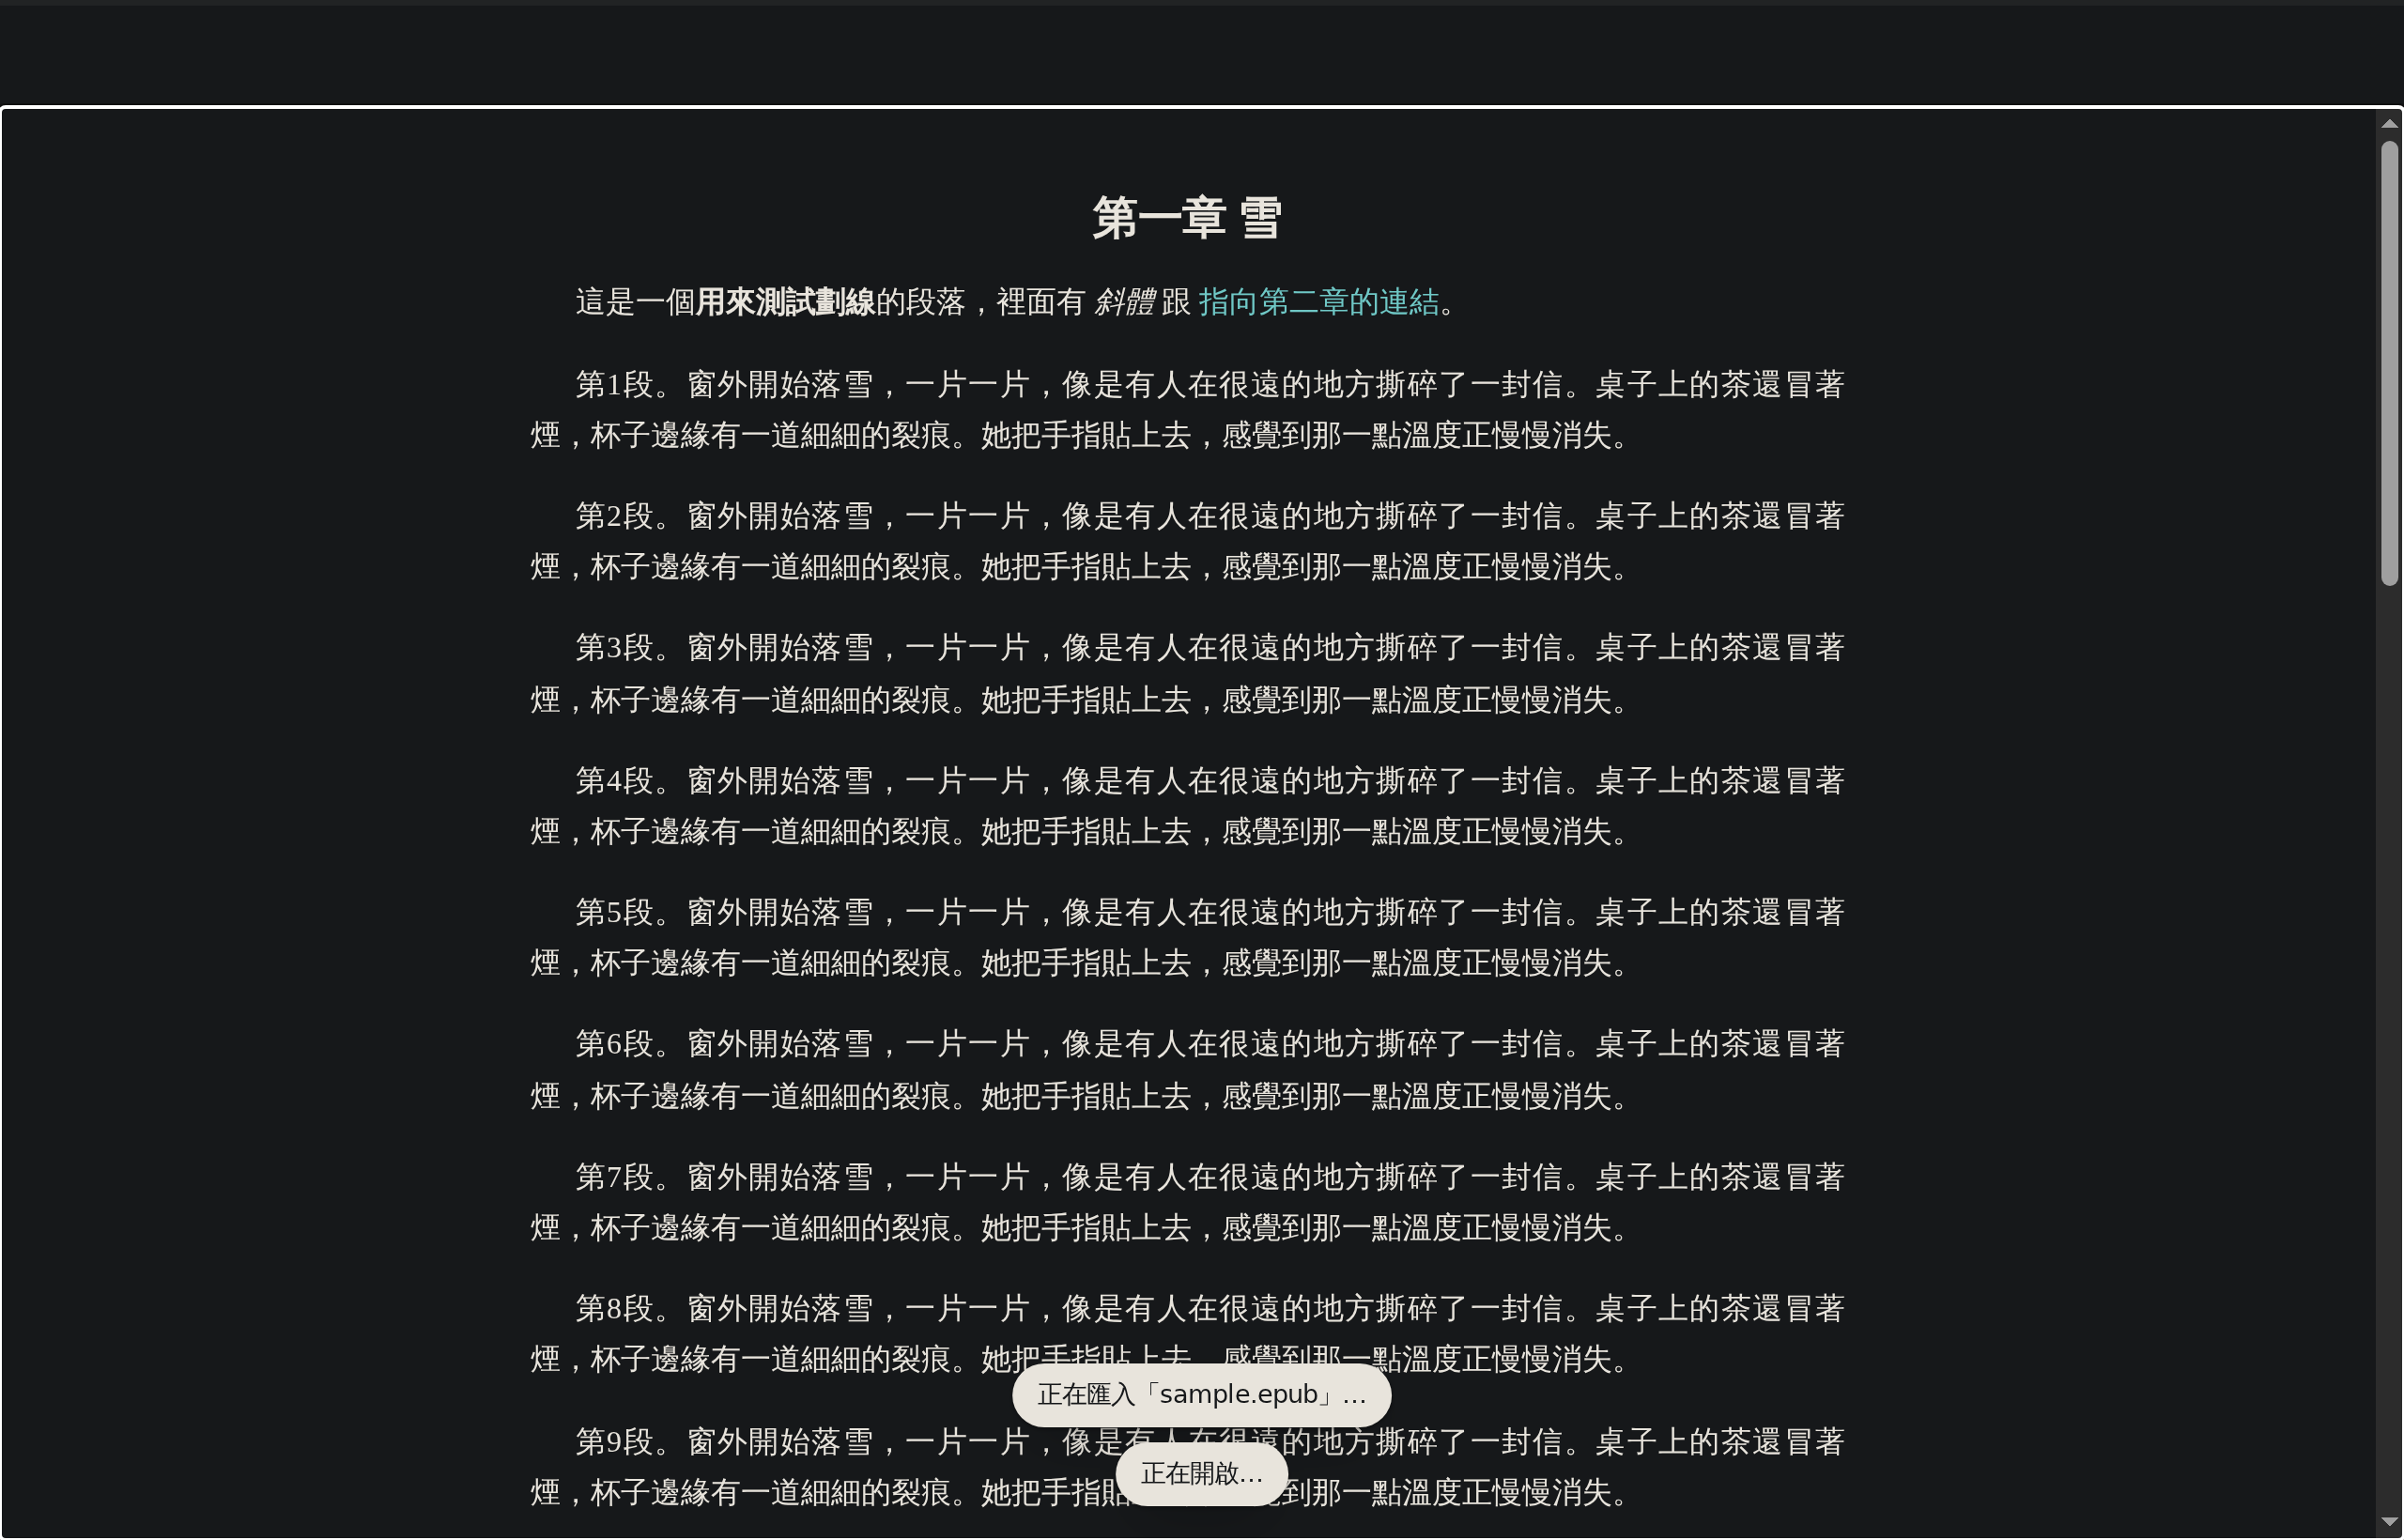 第一章 雪
這是一個用來測試劃線的段落，裡面有 斜體 跟 指向第二章的連結。
第1段。窗外開始落雪，一片一片，像是有人在很遠的地方撕碎了一封信。桌子上的茶還冒著
煙，杯子邊緣有一道細細的裂痕。她把手指貼上去，感覺到那一點溫度正慢慢消失。
第2段。窗外開始落雪，一片一片，像是有人在很遠的地方撕碎了一封信。桌子上的茶還冒著
煙，杯子邊緣有一道細細的裂痕。她把手指貼上去，感覺到那一點溫度正慢慢消失。
第3段。窗外開始落雪，一片一片，像是有人在很遠的地方撕碎了一封信。桌子上的茶還冒著
煙，杯子邊緣有一道細細的裂痕。她把手指貼上去，感覺到那一點溫度正慢慢消失。
第4段。窗外開始落雪，一片一片，像是有人在很遠的地方撕碎了一封信。桌子上的茶還冒著
煙，杯子邊緣有一道細細的裂痕。她把手指貼上去，感覺到那一點溫度正慢慢消失。
第5段。窗外開始落雪，一片一片，像是有人在很遠的地方撕碎了一封信。桌子上的茶還冒著
煙，杯子邊緣有一道細細的裂痕。她把手指貼上去，感覺到那一點溫度正慢慢消失。
第6段。窗外開始落雪，一片一片，像是有人在很遠的地方撕碎了一封信。桌子上的茶還冒著
煙，杯子邊緣有一道細細的裂痕。她把手指貼上去，感覺到那一點溫度正慢慢消失。
第7段。窗外開始落雪，一片一片，像是有人在很遠的地方撕碎了一封信。桌子上的茶還冒著
煙，杯子邊緣有一道細細的裂痕。她把手指貼上去，感覺到那一點溫度正慢慢消失。
第8段。窗外開始落雪，一片一片，像是有人在很遠的地方撕碎了一封信。桌子上的茶還冒著
煙，杯子邊緣有一道細細的裂痕。她把手指貼上去，感覺到那一點溫度正慢慢消失。
正在匯入「sample.epub」…
第9段。窗外開始落雪，一片一片，像是有人在很遠的地方撕碎了一封信。桌子上的茶還冒著
正在開啟…
煙，杯子邊緣有一道細細的裂痕。她把手指 到那一點溫度正慢慢消失。